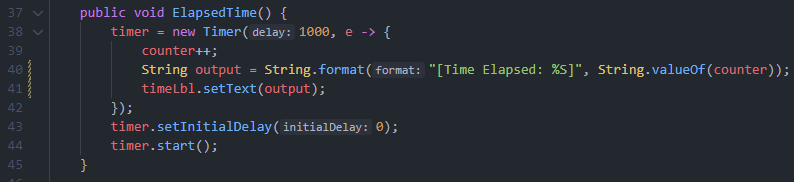 37 public void ElapsedTime() {
38 timer = new Timer( delay: 1000, e -> {
39 counter++;
40 String output = String.format( format: "[Time Elapsed: %S]", String.valueOf(counter));
41 timeLbl.setText(output);
42 });
43 timer.setInitialDelay( initialDelay: 0);
44 timer.start();
45 }